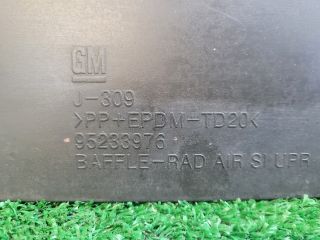 GM
J-309
>PP+EPDM-TD20<
95233976
BAFFLE-RAD AIR SI UPR